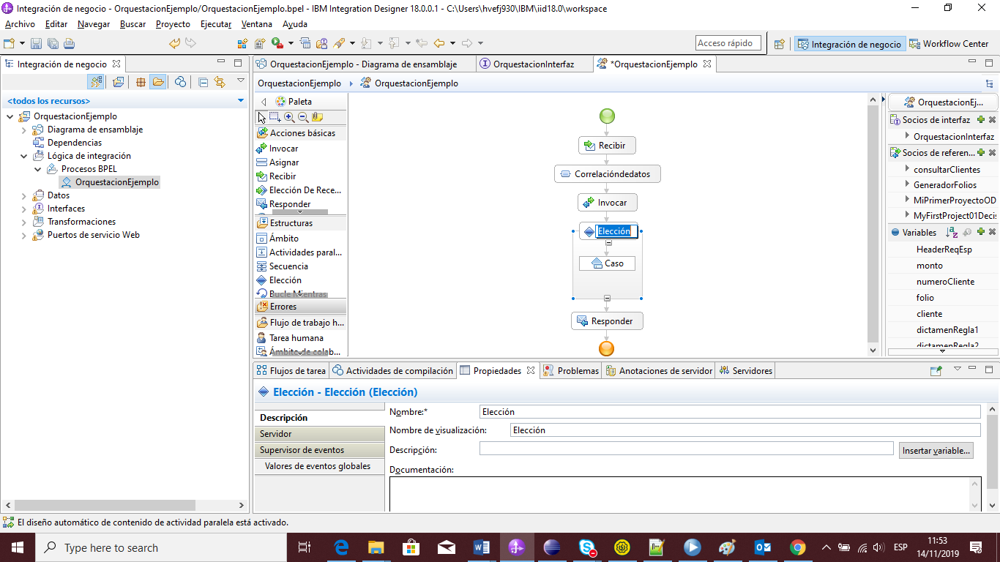 Integración de negocio - OrquestacionEjemplo/OrquestacionEjemplo.bpel - IBM Integration Designer 18.0.0.1 - C:\Users\hvefj930\IBM\iid18.0\workspace
Archivo Editar Navegar Buscar Proyecto Ejecutar Ventana Ayuda
Acceso rápido
Integración de negocio
Workflow Center
Integración de negocio
<todos los recursos>
OrquestacionEjemplo
Diagrama de ensamblaje
Dependencias
Lógica de integración
Procesos BPEL
OrquestacionEjemplo
Datos
Interfaces
Transformaciones
Puertos de servicio Web
OrquestacionEjemplo - Diagrama de ensamblaje
OrquestacionInterfaz
*OrquestacionEjemplo
OrquestacionEjemplo
OrquestacionEjemplo
Paleta
Acciones básicas
Invocar
Asignar
Recibir
Elección De Rece...
Responder
Estructuras
Ámbito
Actividades paral...
Secuencia
Elección
Bucle Mientras
Errores
Flujo de trabajo h...
Tarea humana
Ámbito de colab...
Recibir
Correlacióndedatos
Invocar
Elección
Caso
Responder
OrquestacionEj...
Socios de interfaz
OrquestacionInterfaz
Socios de referen...
consultarClientes
GeneradorFolios
MiPrimerProyectoOD
MyFirstProject01Decis
Variables
HeaderReqEsp
monto
numeroCliente
folio
cliente
dictamenRegla1
dictamenRegla2
Flujos de tarea
Actividades de compilación
Propiedades
Problemas
Anotaciones de servidor
Servidores
Elección - Elección (Elección)
Descripción
Servidor
Supervisor de eventos
Valores de eventos globales
Nombre:* Elección
Nombre de visualización: Elección
Descripción:
Insertar variable...
Documentación:
El diseño automático de contenido de actividad paralela está activado.
Type here to search
ESP
11:53
14/11/2019